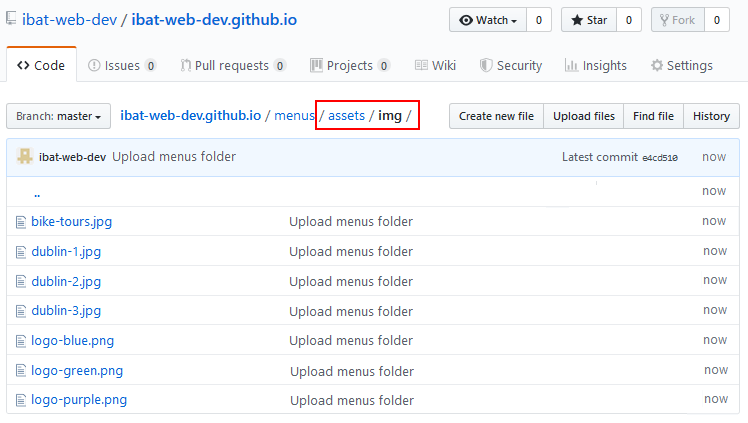 ibat-web-dev / ibat-web-dev.github.io Watch 0 Star 0 Fork 0
Code Issues 0 Pull requests 0 Projects 0 Wiki Security Insights Settings
Branch: master ibat-web-dev.github.io / menus / assets / img / Create new file Upload files Find file History
ibat-web-dev Upload menus folder Latest commit e4cd510 now
.. now
bike-tours.jpg Upload menus folder now
dublin-1.jpg Upload menus folder now
dublin-2.jpg Upload menus folder now
dublin-3.jpg Upload menus folder now
logo-blue.png Upload menus folder now
logo-green.png Upload menus folder now
logo-purple.png Upload menus folder now